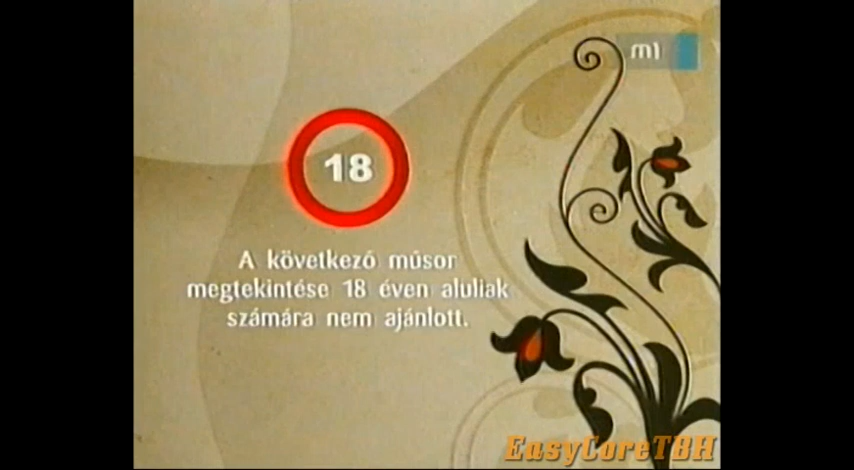 m1
18
A következő műsor
megtekintése 18 éven aluliak
számára nem ajánlott.
EasyCoreTBH